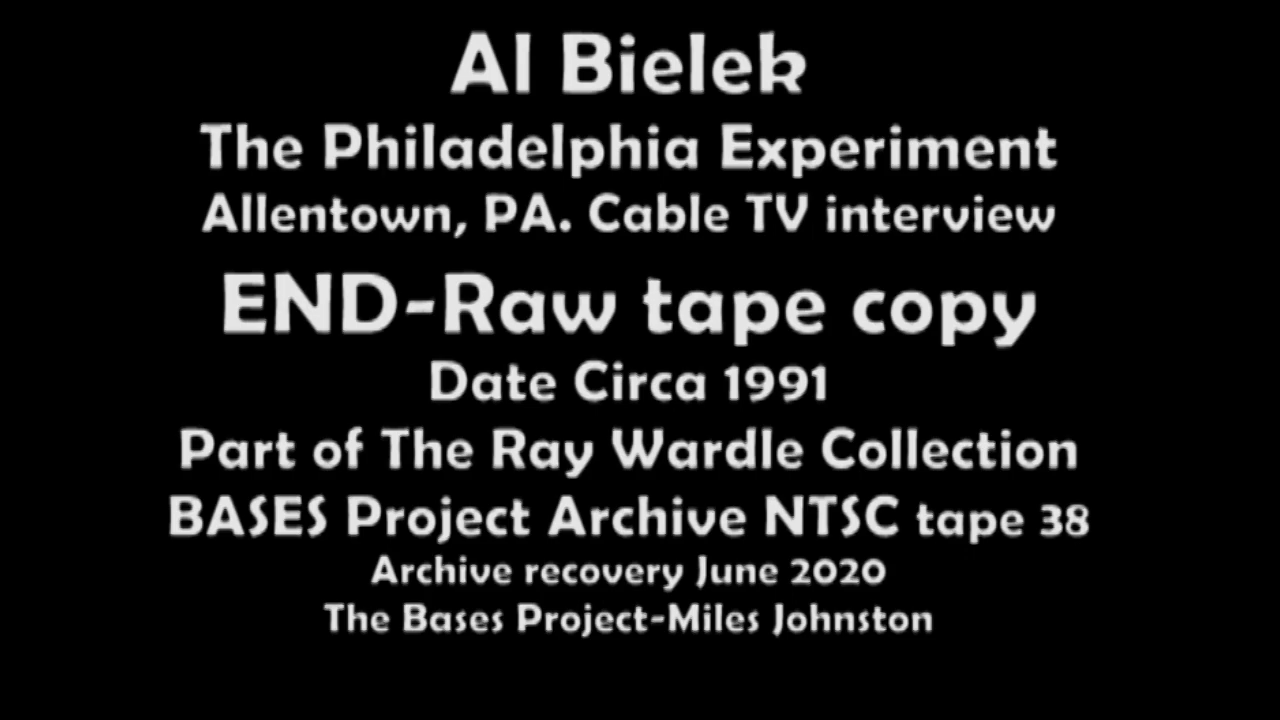 Al Bielek
The Philadelphia Experiment
Allentown, PA. Cable TV interview
END-Raw tape copy
Date Circa 1991
Part of The Ray Wardle Collection
BASES Project Archive NTSC tape 38
Archive recovery June 2020
The Bases Project-Miles Johnston